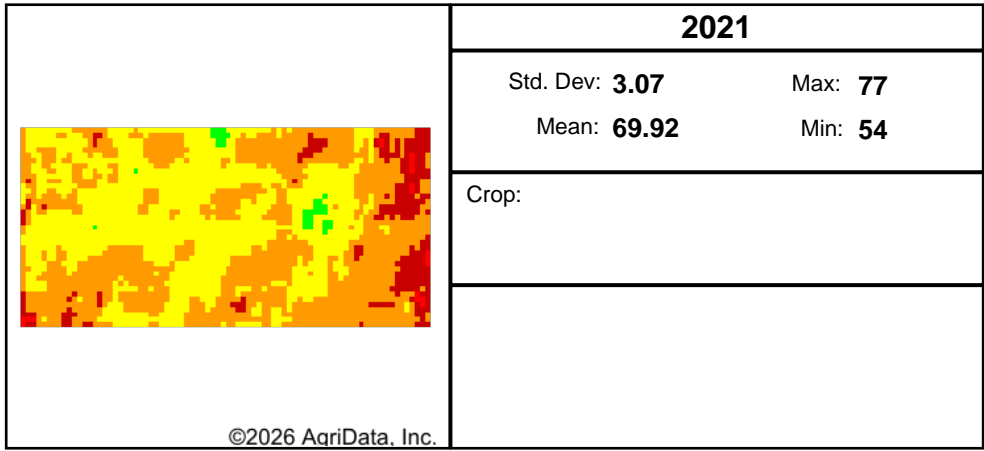 2021
Std. Dev: 3.07 Max: 77
Mean: 69.92 Min: 54
Crop:
©2026 AgriData, Inc.